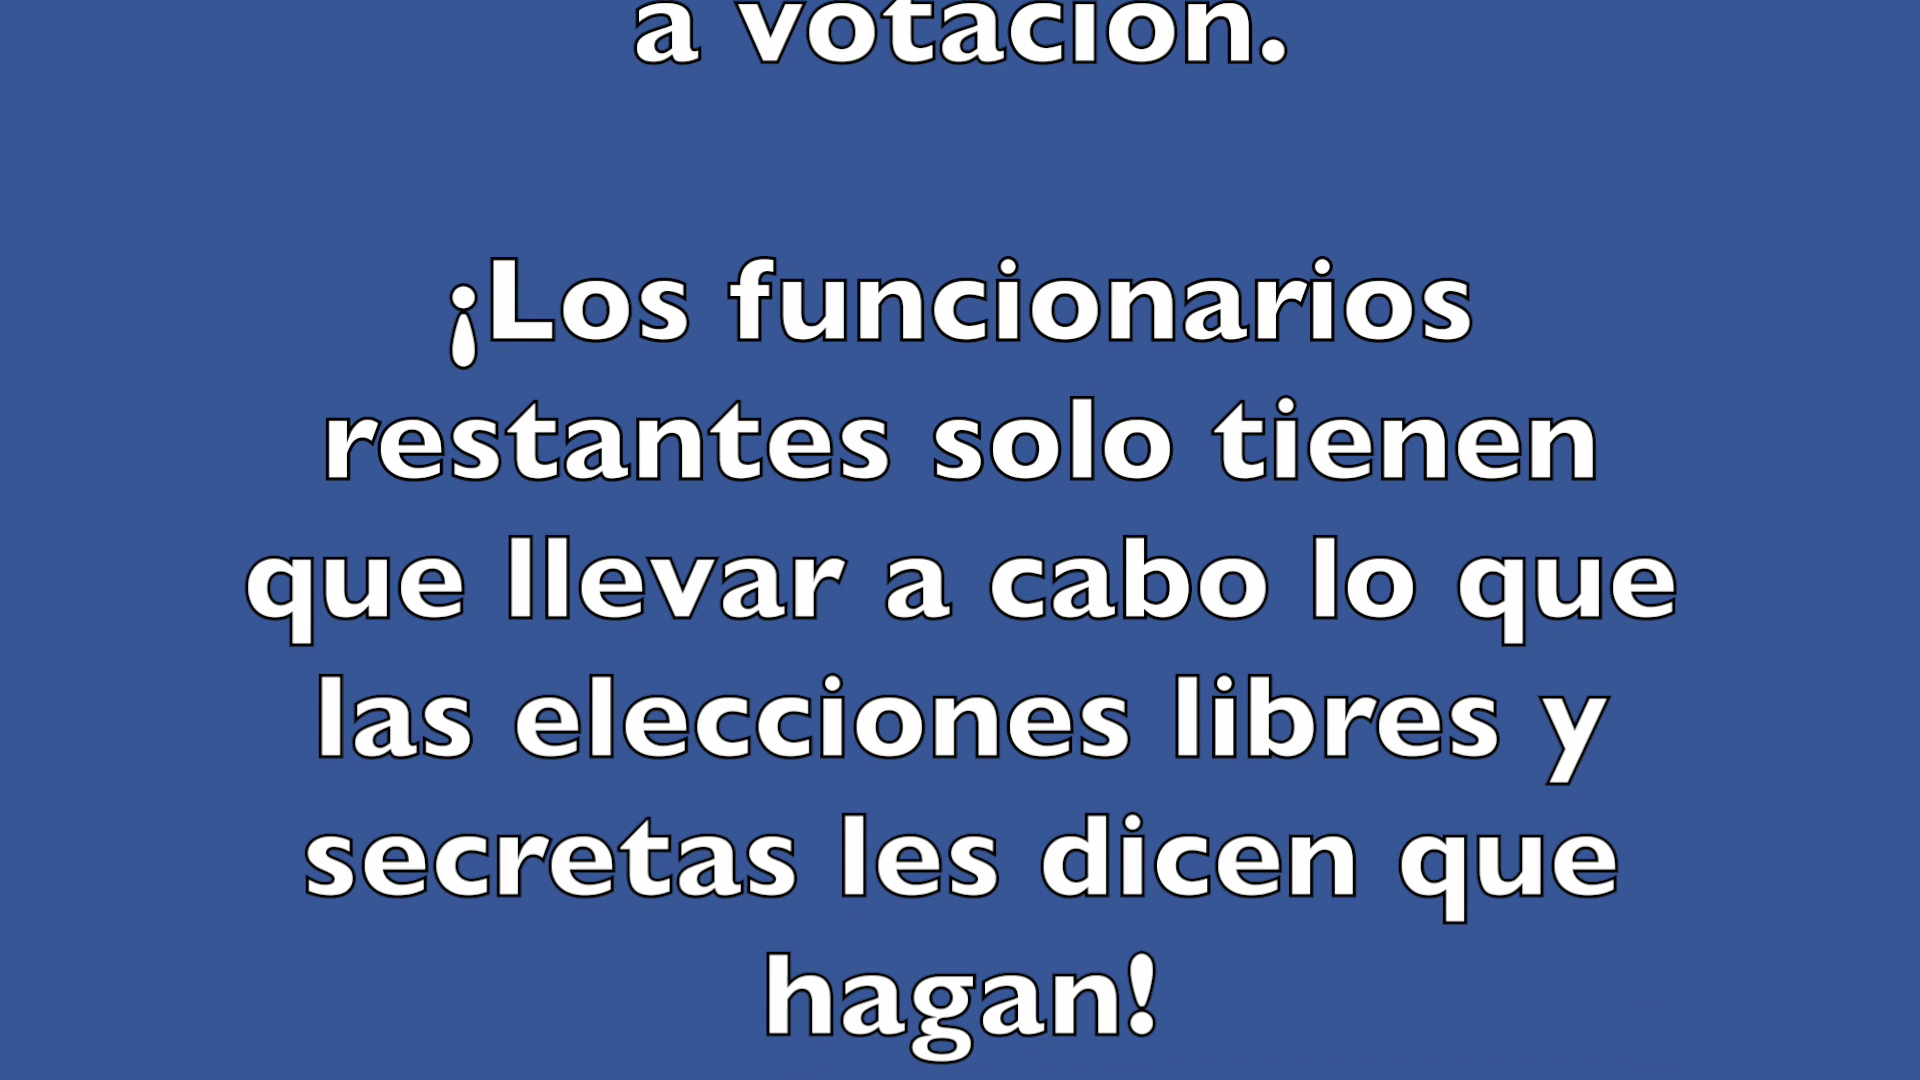 a votación.
¡Los funcionarios
restantes solo tienen
que llevar a cabo lo que
las elecciones libres y
secretas les dicen que
hagan!